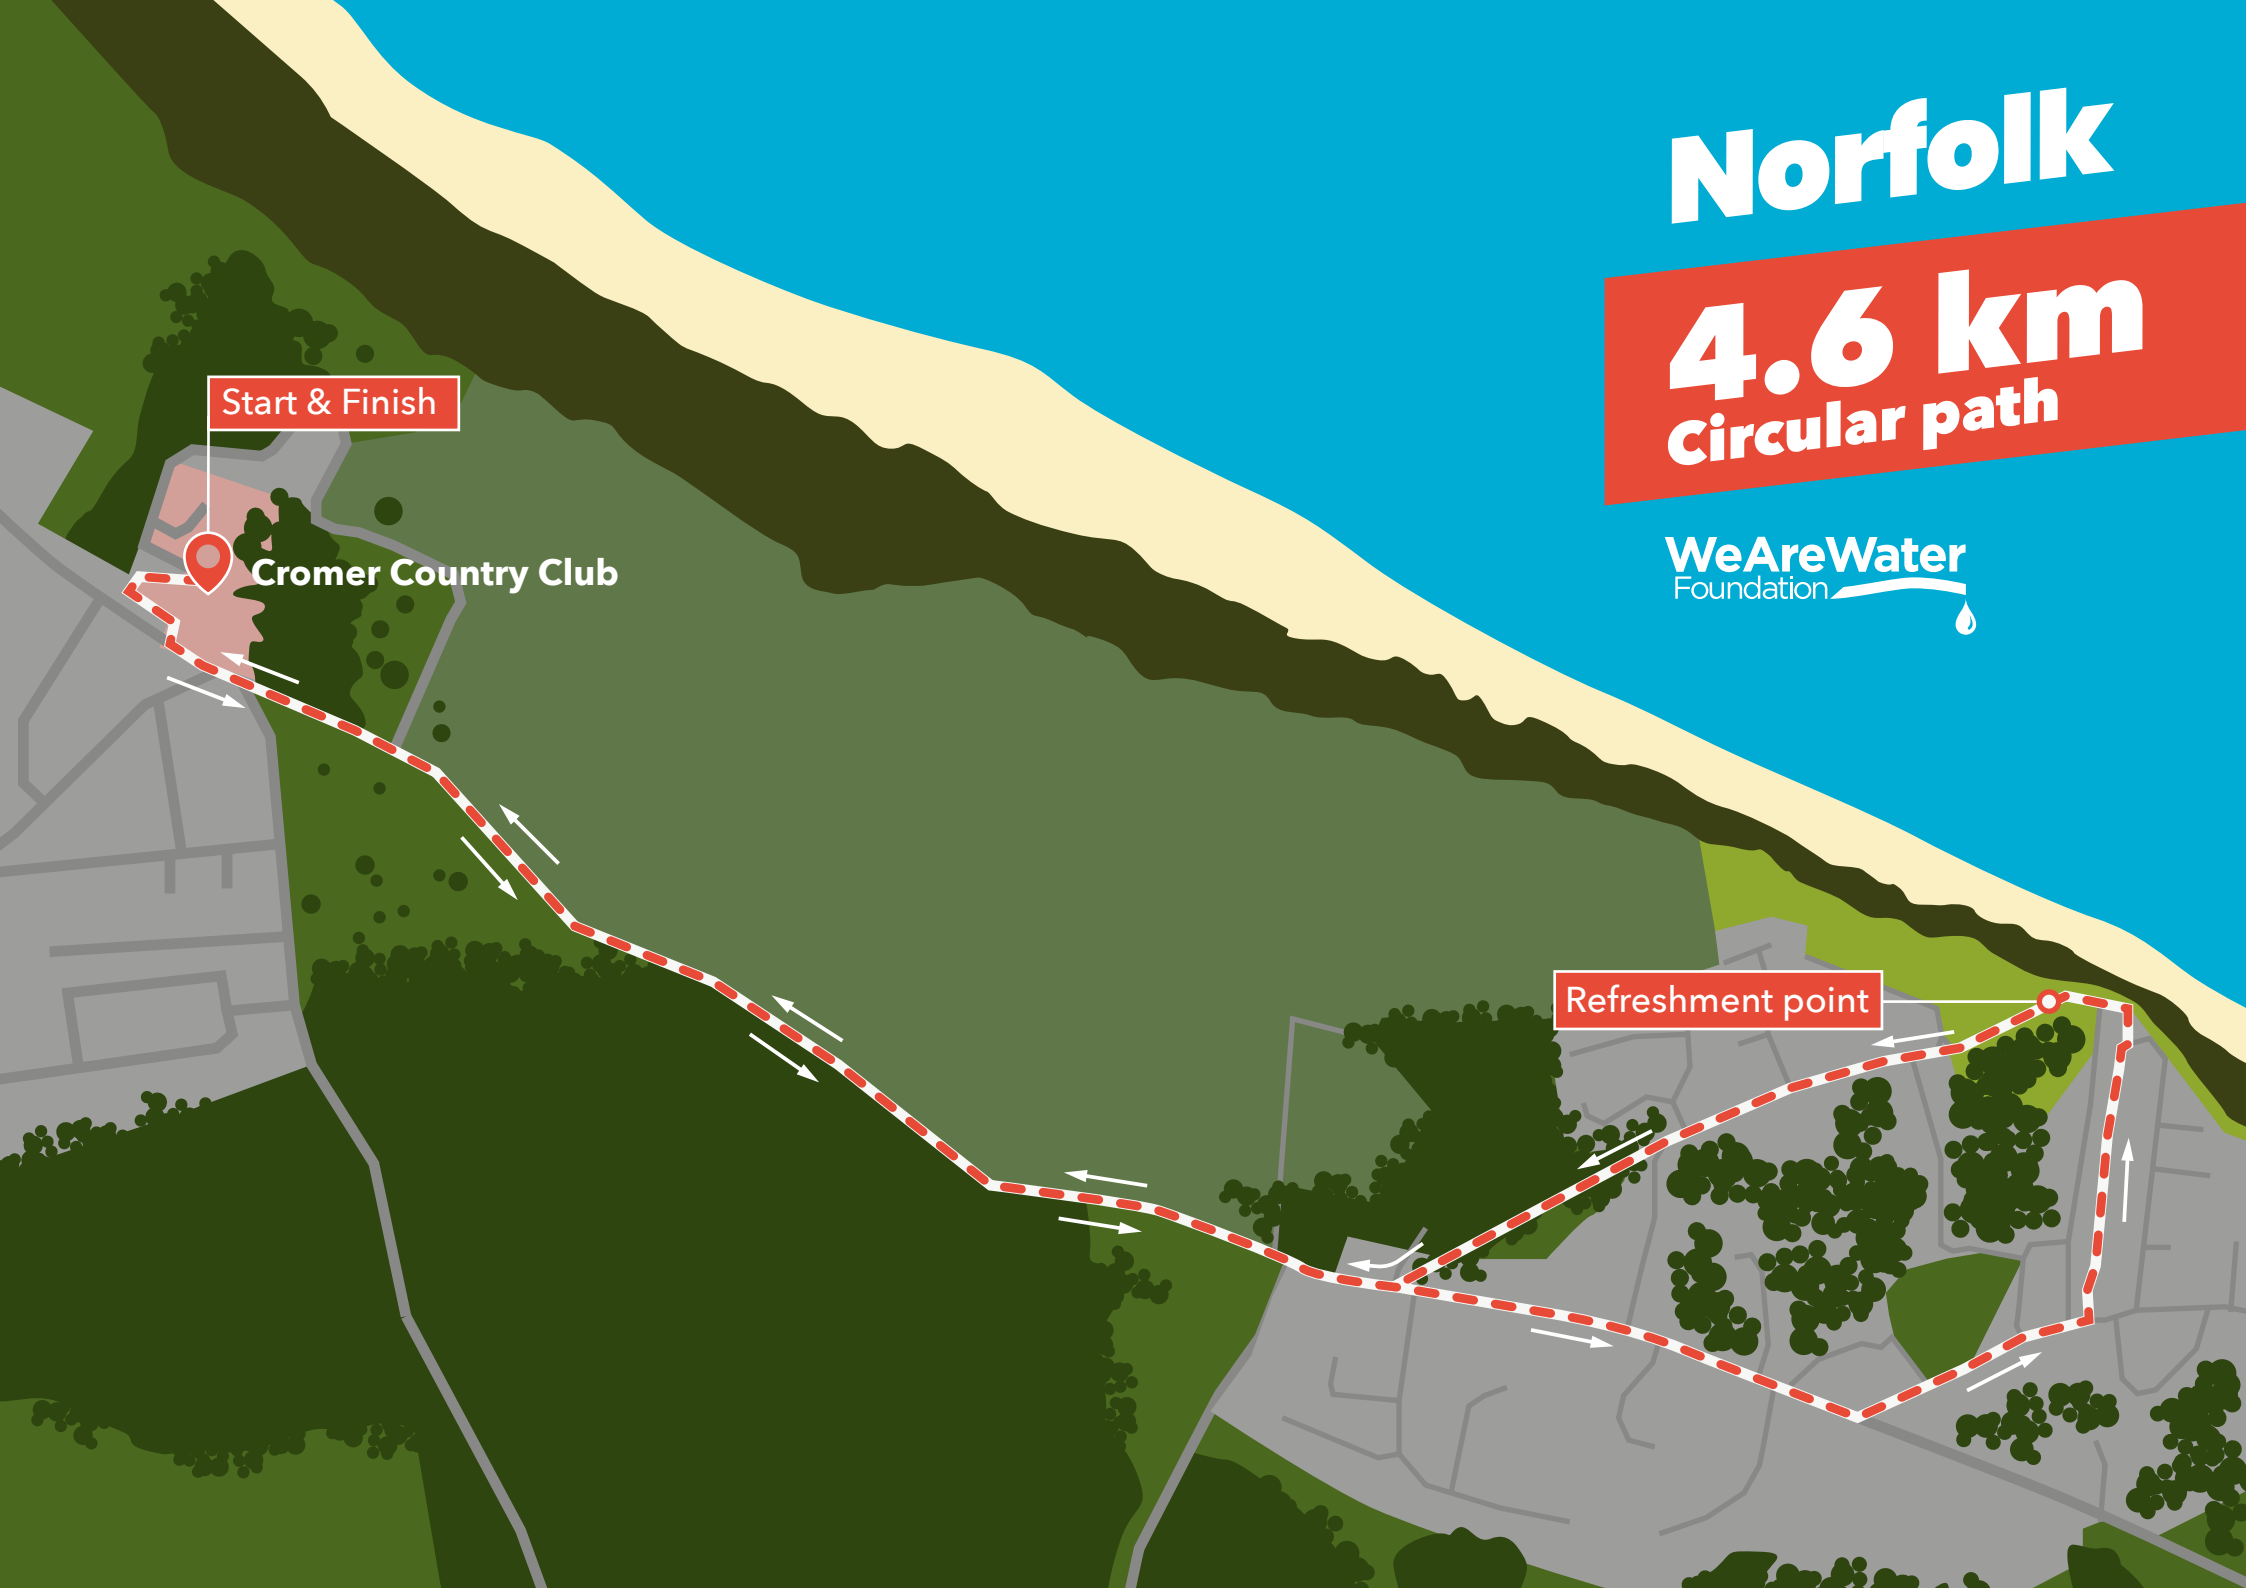 Norfolk
4.6 km
Circular path
WeAreWater
Foundation
Start & Finish
Cromer Country Club
Refreshment point